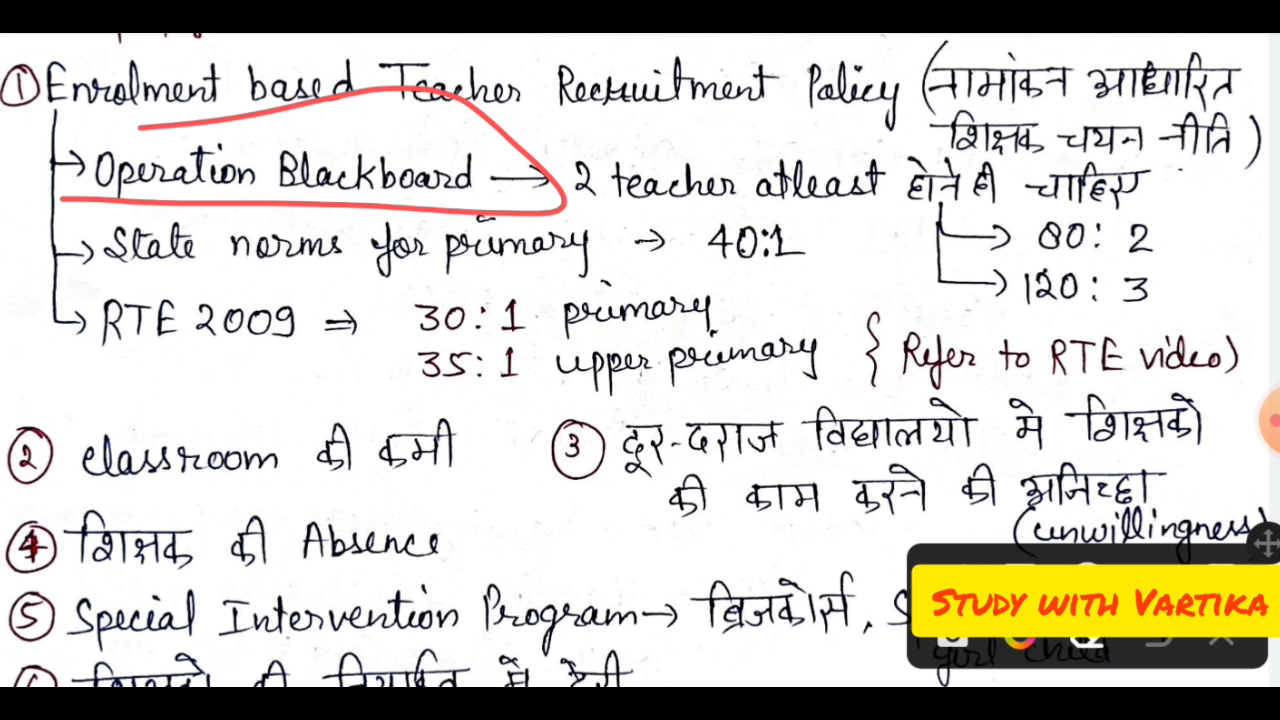 ① Enrolment based Teacher Recruitment Policy (नामांकन आधारित
शिक्षक चयन नीति)
→ Operation Blackboard → 2 teacher atleast होने ही चाहिए
→ 80 : 2
→ 120 : 3
→ State norms for primary → 40:1
→ RTE 2009 ⇒ 30 : 1 primary
35 : 1 upper primary { Refer to RTE video)
② classroom की कमी
③ दूर-दराज विद्यालयो मे शिक्षको
की काम करने की अनिच्छा
(unwillingness)
④ शिक्षक की Absence
⑤ Special Intervention Program → ब्रिजकोर्स, S
girl child
STUDY WITH VARTIKA